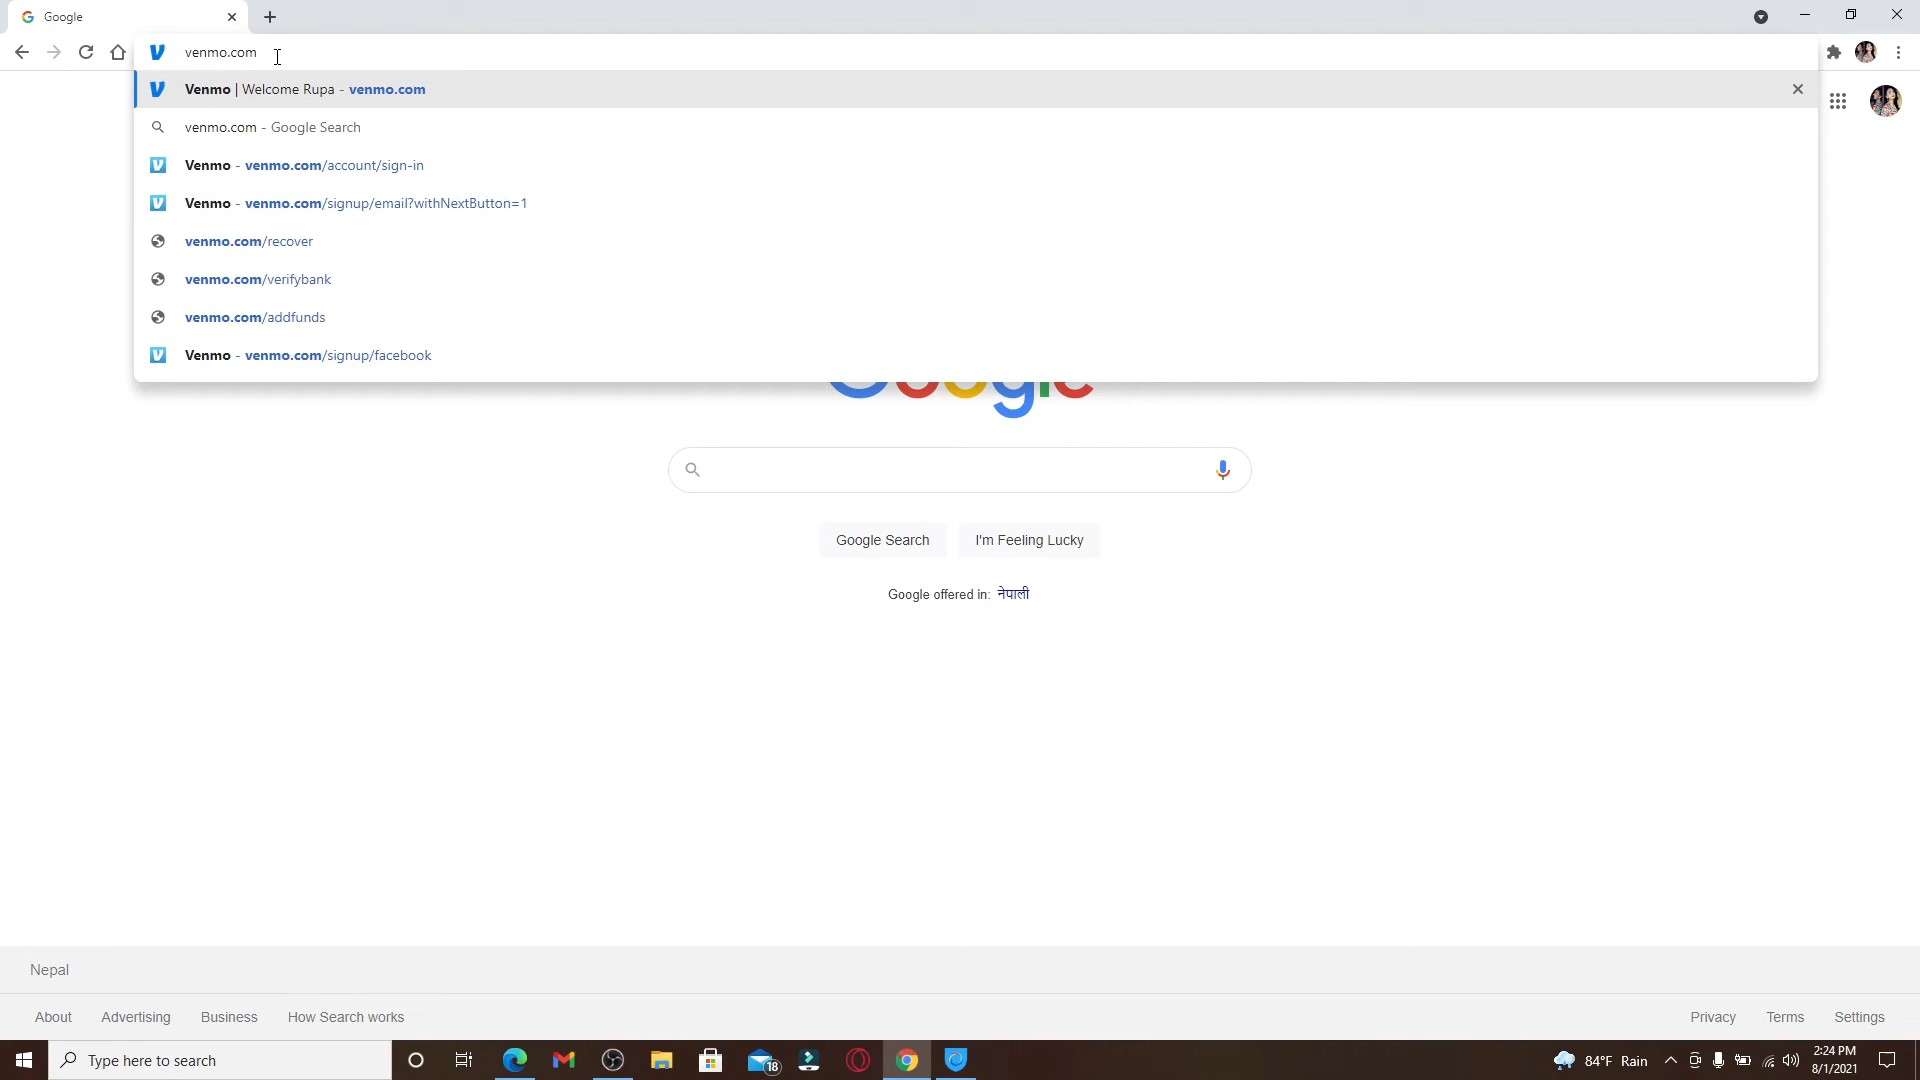 Google
venmo.com
Venmo | Welcome Rupa - venmo.com
venmo.com - Google Search
Venmo - venmo.com/account/sign-in
Venmo - venmo.com/signup/email?withNextButton=1
venmo.com/recover
venmo.com/verifybank
venmo.com/addfunds
Venmo - venmo.com/signup/facebook
Google
Google Search I'm Feeling Lucky
Google offered in: नेपाली
Nepal
About Advertising Business How Search works Privacy Terms Settings
Type here to search 18 84°F Rain 2:24 PM
8/1/2021